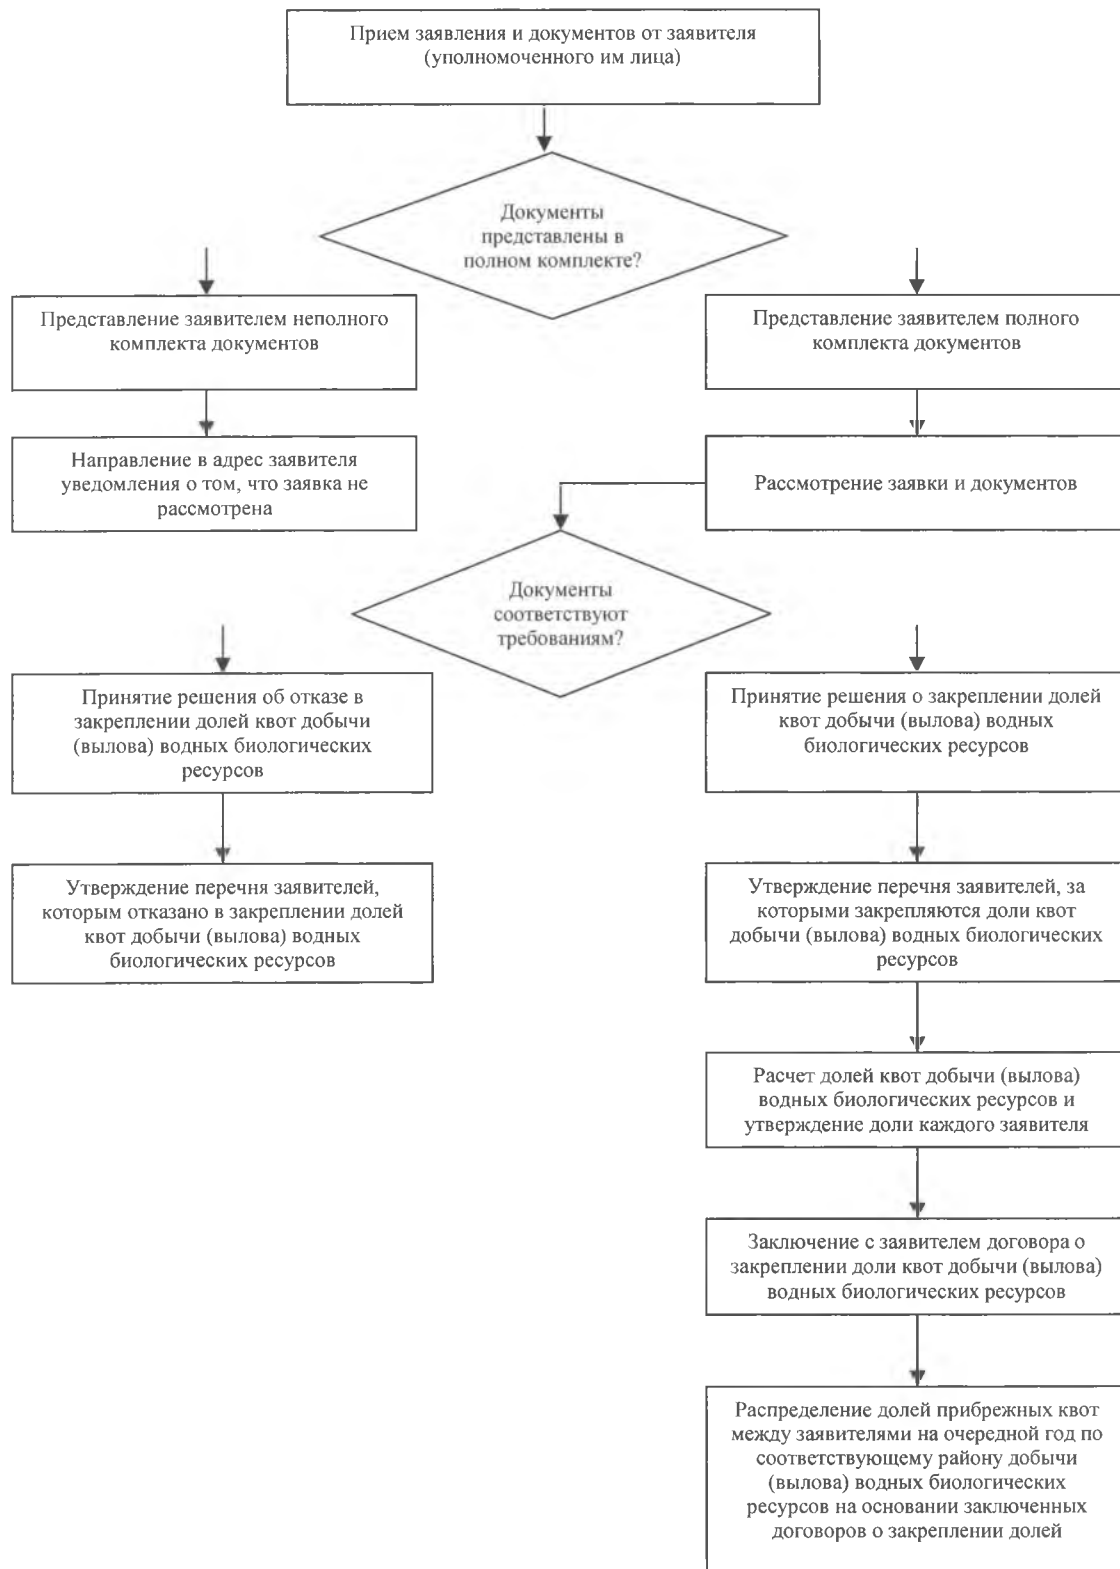 Прием заявления и документов от заявителя
(уполномоченного им лица)
Документы
представлены в
полном комплекте?
Представление заявителем неполного
комплекта документов
Представление заявителем полного
комплекта документов
Направление в адрес заявителя
уведомления о том, что заявка не
рассмотрена
Рассмотрение заявки и документов
Документы
соответствуют
требованиям?
Принятие решения об отказе в
закреплении долей квот добычи
(вылова) водных биологических
ресурсов
Принятие решения о закреплении долей
квот добычи (вылова) водных
биологических ресурсов
Утверждение перечня заявителей,
которым отказано в закреплении долей
квот добычи (вылова) водных
биологических ресурсов
Утверждение перечня заявителей, за
которыми закрепляются доли квот
добычи (вылова) водных биологических
ресурсов
Расчет долей квот добычи (вылова)
водных биологических ресурсов и
утверждение доли каждого заявителя
Заключение с заявителем договора о
закреплении доли квот добычи (вылова)
водных биологических ресурсов
Распределение долей прибрежных квот
между заявителями на очередной год по
соответствующему району добычи
(вылова) водных биологических
ресурсов на основании заключенных
договоров о закреплении долей